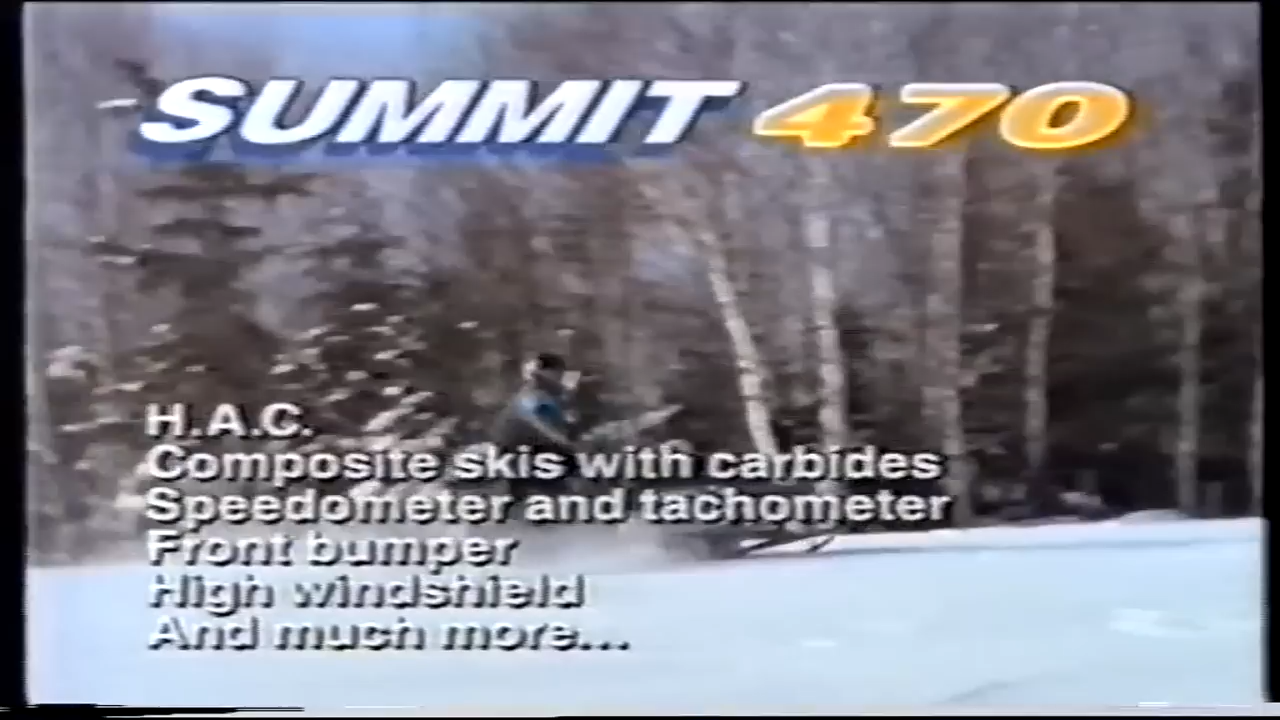 SUMMIT 470
H.A.C.
Composite skis with carbides
Speedometer and tachometer
Front bumper
High windshield
And much more...